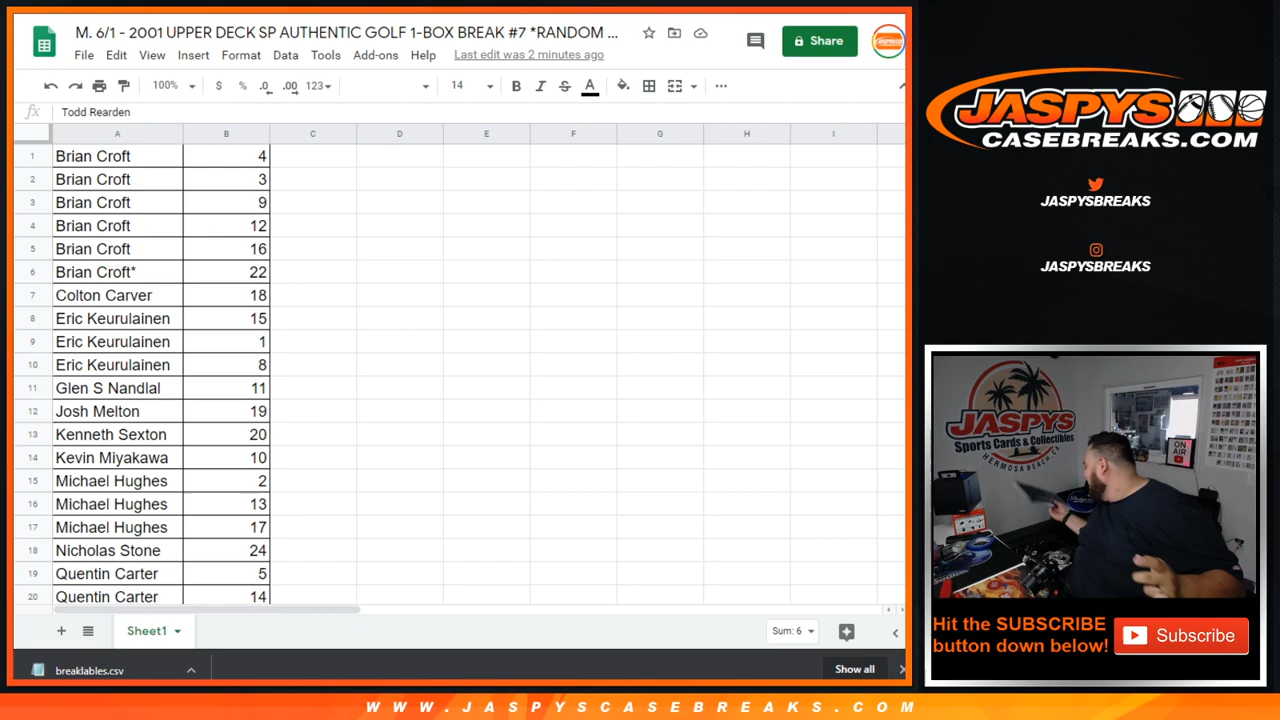 M. 6/1 - 2001 UPPER DECK SP AUTHENTIC GOLF 1-BOX BREAK #7 *RANDOM ...
File Edit View Insert Format Data Tools Add-ons Help Last edit was 2 minutes ago
Share
100% $ % .0 .00 123 14 B I S A
fx Todd Rearden
A B C D E F G H I
1 Brian Croft 4
2 Brian Croft 3
3 Brian Croft 9
4 Brian Croft 12
5 Brian Croft 16
6 Brian Croft* 22
7 Colton Carver 18
8 Eric Keurulainen 15
9 Eric Keurulainen 1
10 Eric Keurulainen 8
11 Glen S Nandlal 11
12 Josh Melton 19
13 Kenneth Sexton 20
14 Kevin Miyakawa 10
15 Michael Hughes 2
16 Michael Hughes 13
17 Michael Hughes 17
18 Nicholas Stone 24
19 Quentin Carter 5
20 Quentin Carter 14
Sheet1
Sum: 6
breaklables.csv
Show all
JASPYS
CASEBREAKS.COM
JASPYSBREAKS
JASPYSBREAKS
JASPYS
Sports Cards & Collectibles
HERMOSA BEACH, CA
ON AIR
Hit the SUBSCRIBE
button down below!
Subscribe
WWW.JASPYSCASEBREAKS.COM